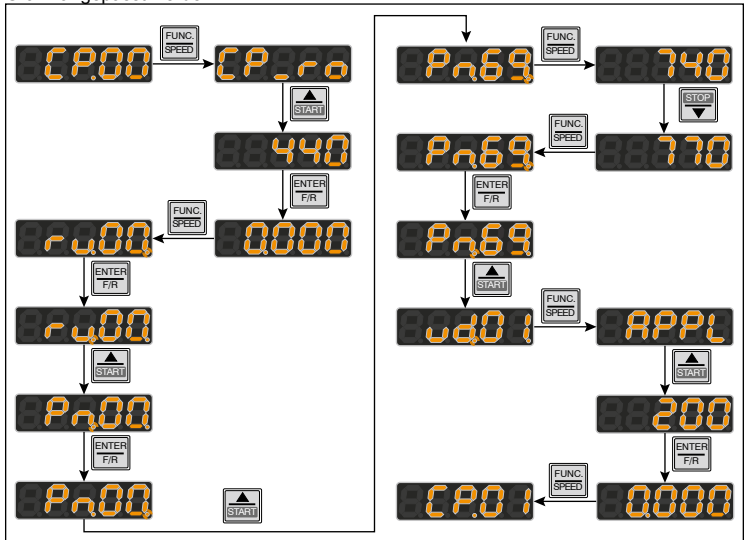 CP.00
FUNC.
SPEED
CP_ro
START
440
ENTER
F/R
0.000
FUNC.
SPEED
ru.00.
ENTER
F/R
ru.00.
START
Pn.00.
ENTER
F/R
Pn.00.
START
Pn.69.
FUNC.
SPEED
740
STOP
770
FUNC.
SPEED
Pn.69.
ENTER
F/R
Pn.69
START
ud.01
FUNC.
SPEED
APPL
START
200
ENTER
F/R
0.000
FUNC.
SPEED
CP.01